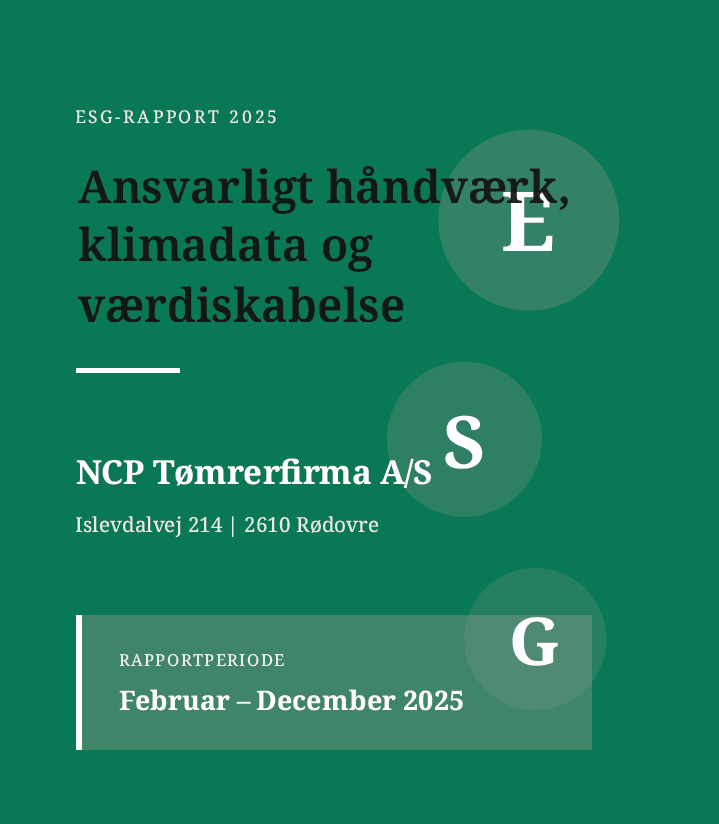 ESG-RAPPORT 2025
Ansvarligt håndværk,
E
klimadata og
værdiskabelse
S
NCP Tømrerfirma A/S
Islevdalvej 214 | 2610 Rødovre
G
RAPPORTPERIODE
Februar – December 2025